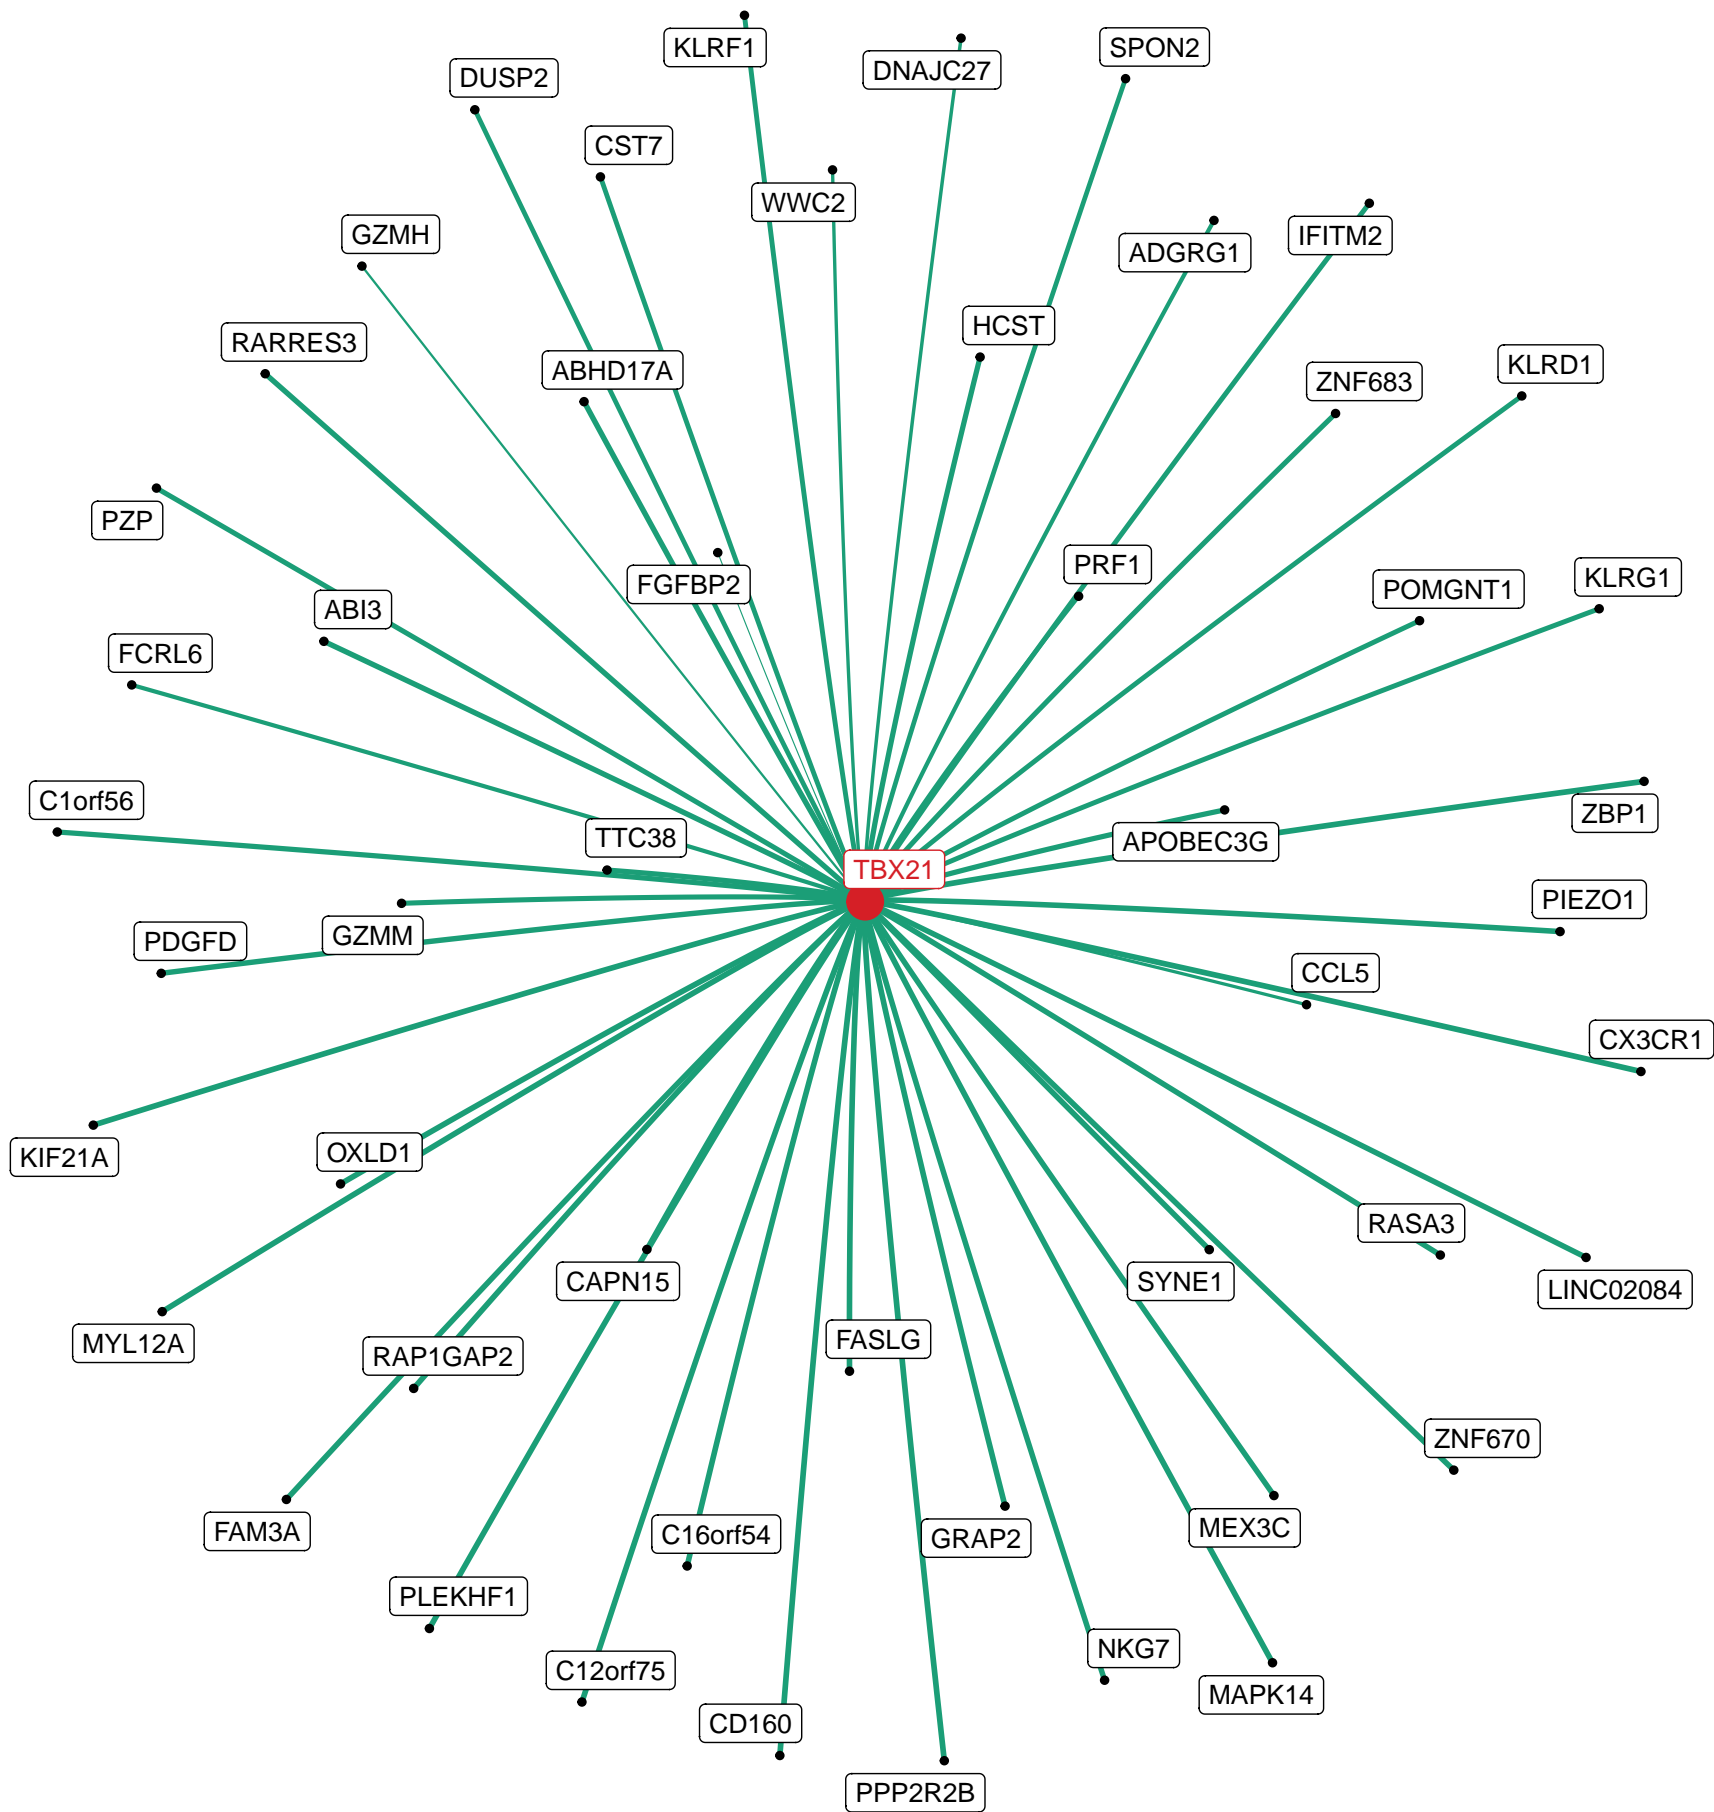 KLRF1
SPON2
DNAJC27
DUSP2
CST7
WWC2
GZMH
IFITM2
ADGRG1
HCST
RARRES3
KLRD1
ABHD17A
ZNF683
PZP
PRF1
KLRG1
FGFBP2
POMGNT1
ABI3
FCRL6
C1orf56
ZBP1
TTC38
APOBEC3G
TBX21
PIEZO1
GZMM
PDGFD
CCL5
CX3CR1
OXLD1
KIF21A
RASA3
CAPN15
SYNE1
LINC02084
FASLG
MYL12A
RAP1GAP2
ZNF670
MEX3C
FAM3A
C16orf54
GRAP2
PLEKHF1
NKG7
C12orf75
MAPK14
CD160
PPP2R2B